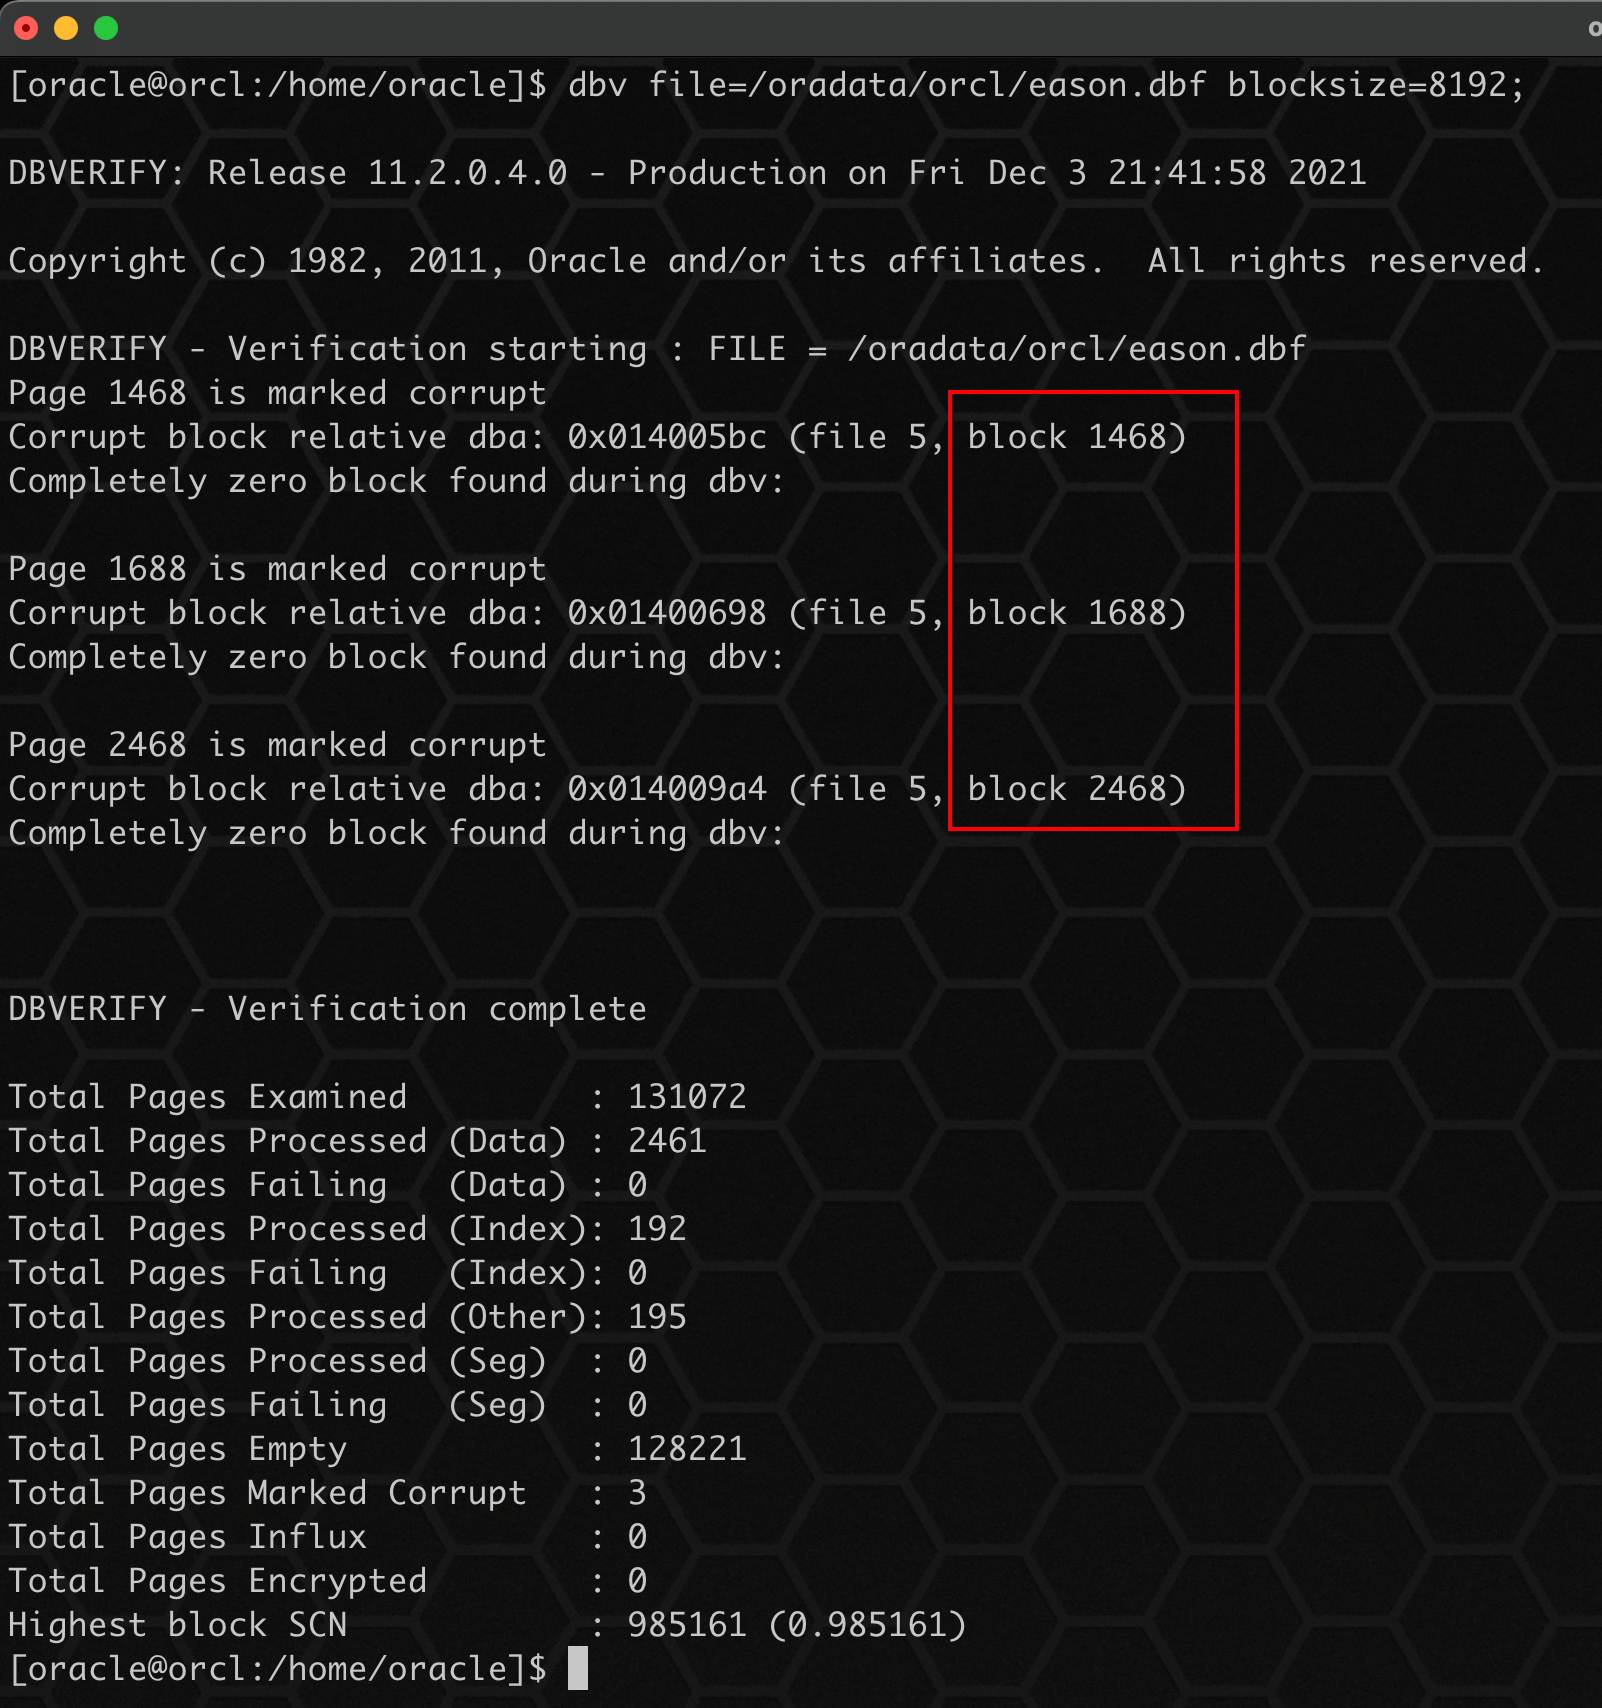 [oracle@orcl:/home/oracle]$ dbv file=/oradata/orcl/eason.dbf blocksize=8192;
DBVERIFY: Release 11.2.0.4.0 - Production on Fri Dec 3 21:41:58 2021
Copyright (c) 1982, 2011, Oracle and/or its affiliates.  All rights reserved.
DBVERIFY - Verification starting : FILE = /oradata/orcl/eason.dbf
Page 1468 is marked corrupt
Corrupt block relative dba: 0x014005bc (file 5, block 1468)
Completely zero block found during dbv:
Page 1688 is marked corrupt
Corrupt block relative dba: 0x01400698 (file 5, block 1688)
Completely zero block found during dbv:
Page 2468 is marked corrupt
Corrupt block relative dba: 0x014009a4 (file 5, block 2468)
Completely zero block found during dbv:
DBVERIFY - Verification complete
Total Pages Examined         : 131072
Total Pages Processed (Data) : 2461
Total Pages Failing   (Data) : 0
Total Pages Processed (Index): 192
Total Pages Failing   (Index): 0
Total Pages Processed (Other): 195
Total Pages Processed (Seg)  : 0
Total Pages Failing   (Seg)  : 0
Total Pages Empty            : 128221
Total Pages Marked Corrupt   : 3
Total Pages Influx           : 0
Total Pages Encrypted        : 0
Highest block SCN            : 985161 (0.985161)
[oracle@orcl:/home/oracle]$